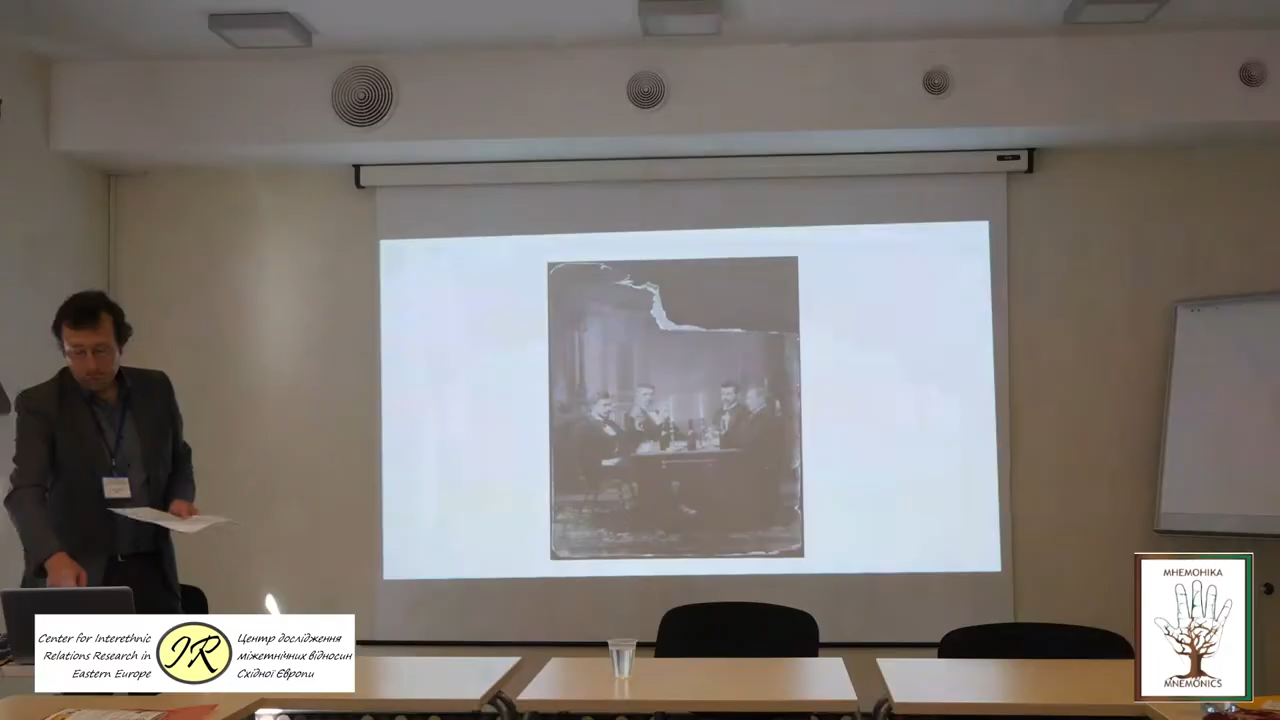 Center for Interethnic
Relations Research in
Eastern Europe
IR
Центр дослідження
міжетнічних відносин
Східної Європи
МНЕМОНІКА
MNEMONICS